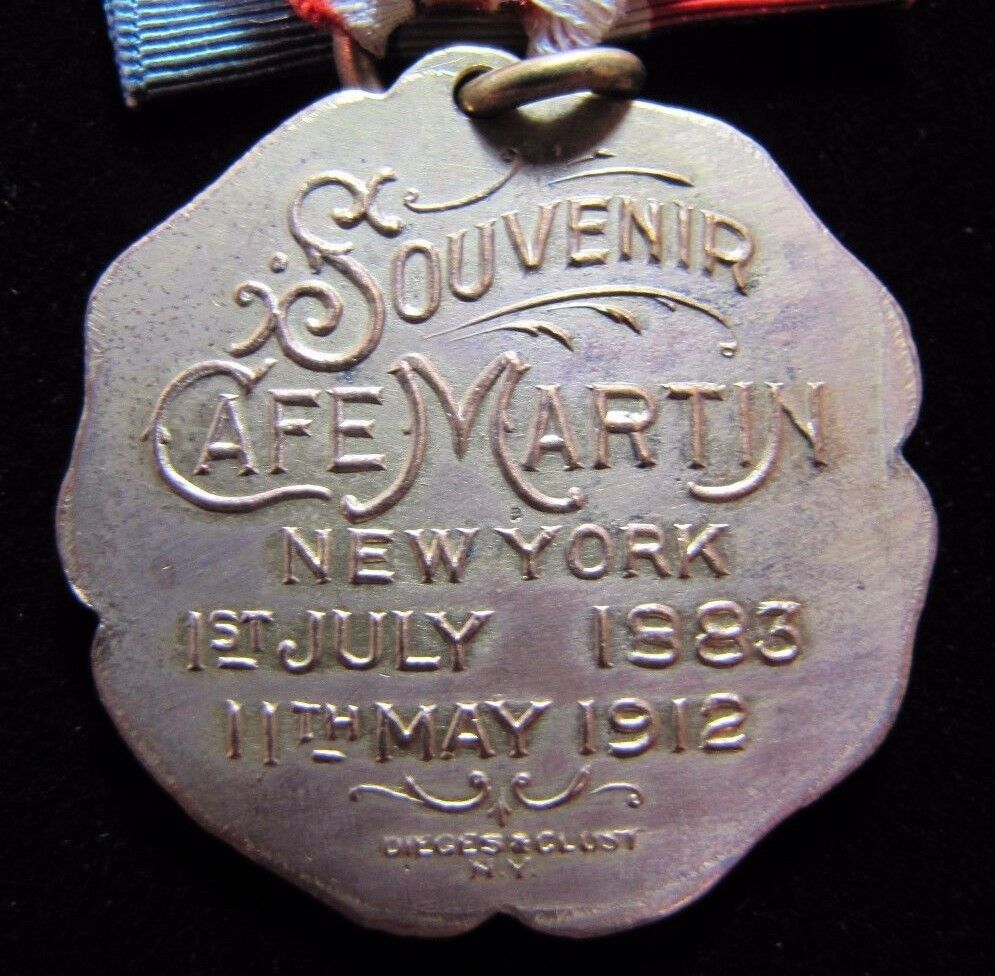 SOUVENIR
CAFE MARTIN
NEW YORK
1ST JULY 1883
11TH MAY 1912
DIEGES & CLUST
N.Y.